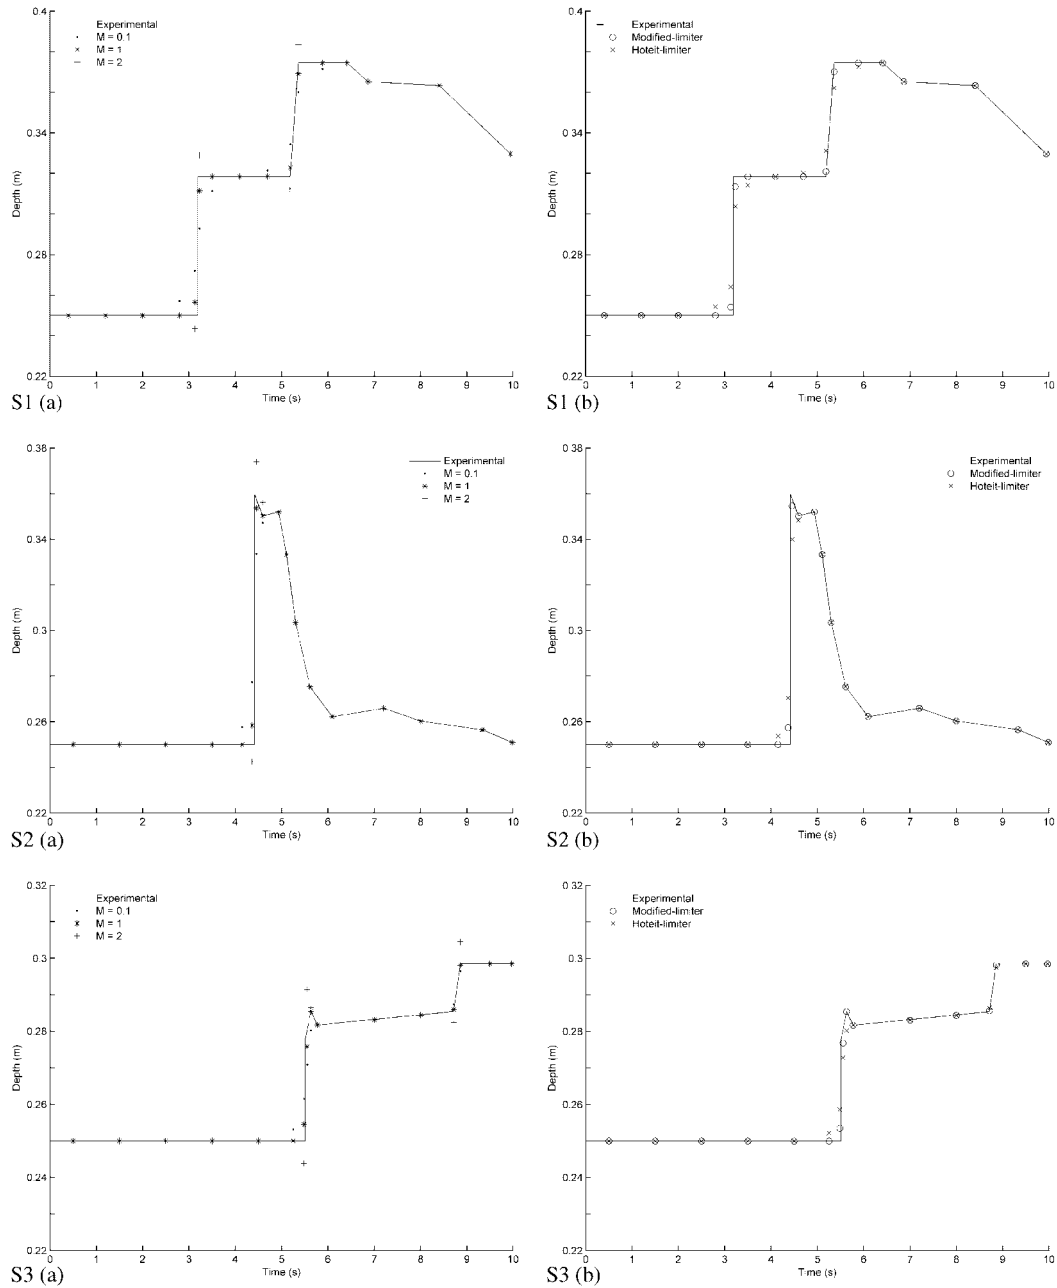 0.4
Experimental
M = 0.1
M = 1
M = 2
0.34
Depth (m)
0.28
0.22
0 1 2 3 4 5 6 7 8 9 10
Time (s)
S1 (a)
0.4
Experimental
Modified-limiter
Hoteit-limiter
0.34
Depth (m)
0.28
0.22
0 1 2 3 4 5 6 7 8 9 10
Time (s)
S1 (b)
0.38
Experimental
M = 0.1
M = 1
M = 2
0.34
0.3
Depth (m)
0.26
0.22
0 1 2 3 4 5 6 7 8 9 10
Time (s)
S2 (a)
0.38
Experimental
Modified-limiter
Hoteit-limiter
0.34
0.3
Depth (m)
0.26
0.22
0 1 2 3 4 5 6 7 8 9 10
Time (s)
S2 (b)
0.32
Experimental
M = 0.1
M = 1
M = 2
0.3
0.28
Depth (m)
0.26
0.24
0.22
0 1 2 3 4 5 6 7 8 9 10
Time (s)
S3 (a)
0.32
Experimental
Modified-limiter
Hoteit-limiter
0.3
0.28
Depth (m)
0.26
0.24
0.22
0 1 2 3 4 5 6 7 8 9 10
Time (s)
S3 (b)